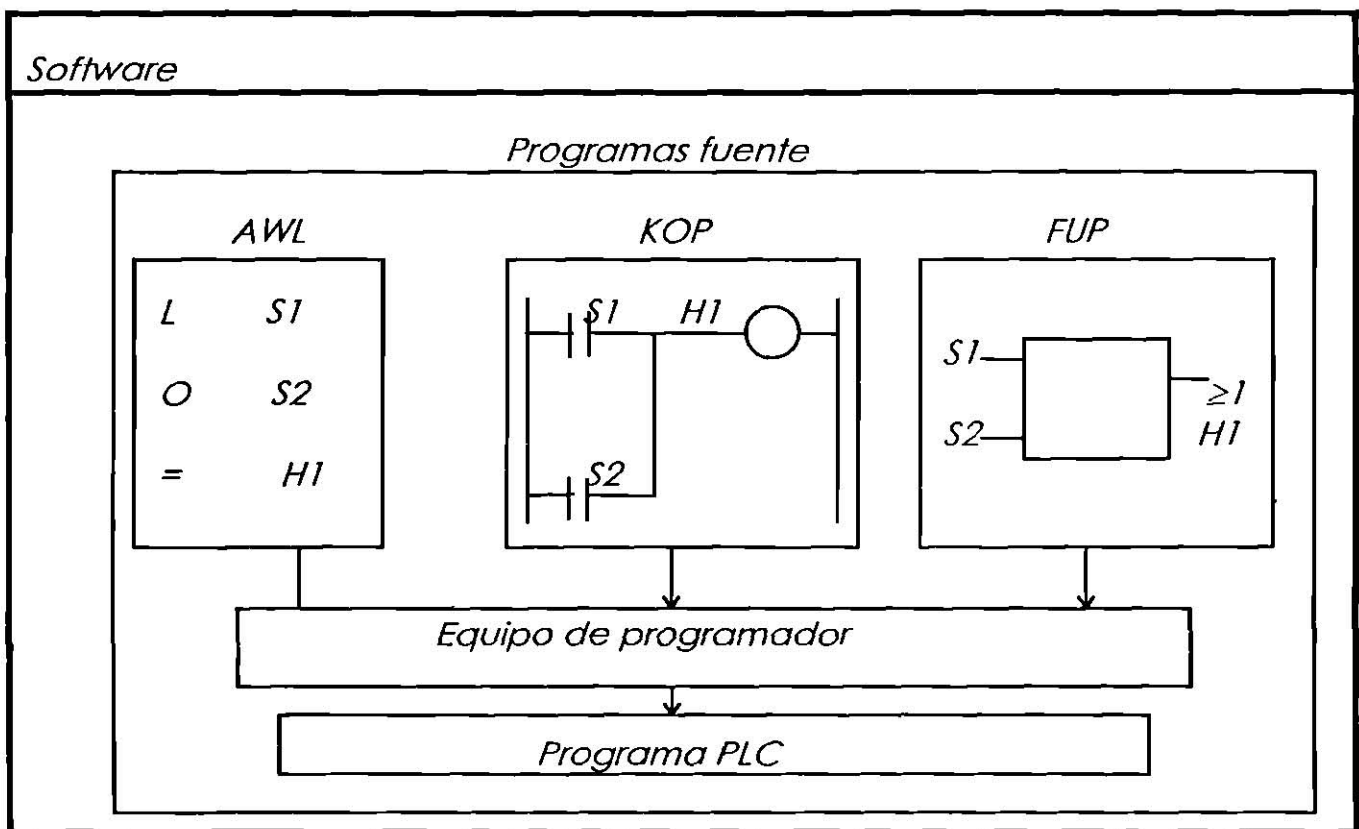 Software
Programas fuente
AWL
L S1
O S2
= H1
KOP
S1 H1
S2
FUP
S1
S2
≥1
H1
Equipo de programador
Programa PLC